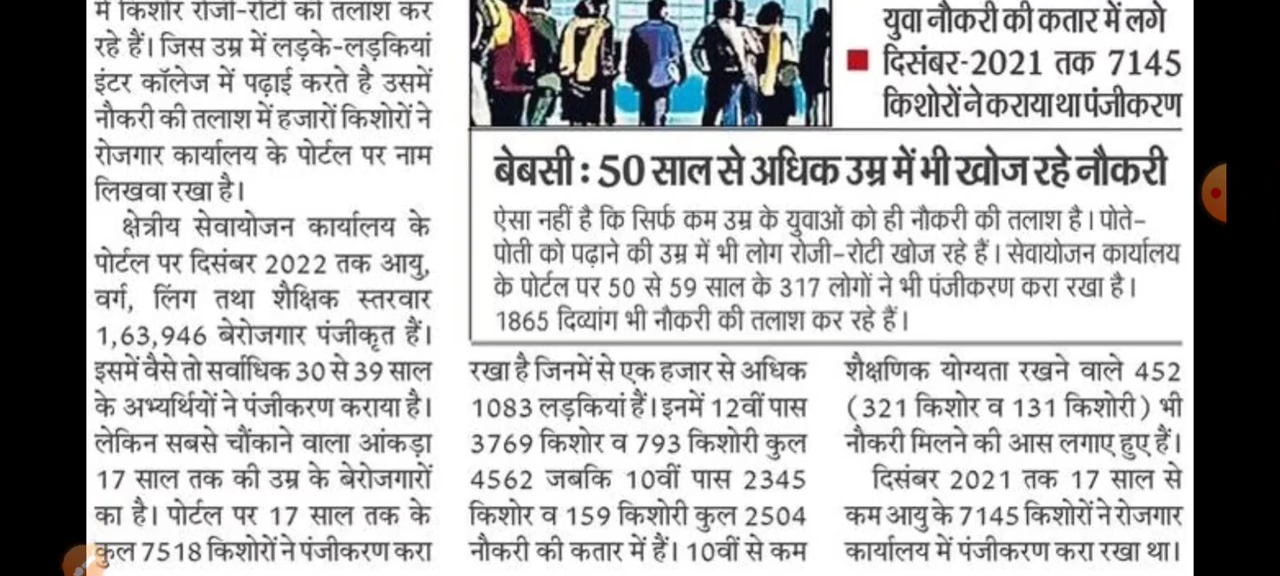 में किशोर रोजी-रोटी की तलाश कर
रहे हैं। जिस उम्र में लड़के-लड़कियां
इंटर कॉलेज में पढ़ाई करते है उसमें
नौकरी की तलाश में हजारों किशोरों ने
रोजगार कार्यालय के पोर्टल पर नाम
लिखवा रखा है।
क्षेत्रीय सेवायोजन कार्यालय के
पोर्टल पर दिसंबर 2022 तक आयु,
वर्ग, लिंग तथा शैक्षिक स्तरवार
1,63,946 बेरोजगार पंजीकृत हैं।
इसमें वैसे तो सर्वाधिक 30 से 39 साल
के अभ्यर्थियों ने पंजीकरण कराया है।
लेकिन सबसे चौंकाने वाला आंकड़ा
17 साल तक की उम्र के बेरोजगारों
का है। पोर्टल पर 17 साल तक के
कुल 7518 किशोरों ने पंजीकरण करा
युवा नौकरी की कतार में लगे
दिसंबर-2021 तक 7145
किशोरों ने कराया था पंजीकरण
बेबसी : 50 साल से अधिक उम्र में भी खोज रहे नौकरी
ऐसा नहीं है कि सिर्फ कम उम्र के युवाओं को ही नौकरी की तलाश है। पोते-
पोती को पढ़ाने की उम्र में भी लोग रोजी-रोटी खोज रहे हैं। सेवायोजन कार्यालय
के पोर्टल पर 50 से 59 साल के 317 लोगों ने भी पंजीकरण करा रखा है।
1865 दिव्यांग भी नौकरी की तलाश कर रहे हैं।
रखा है जिनमें से एक हजार से अधिक
1083 लड़कियां हैं। इनमें 12वीं पास
3769 किशोर व 793 किशोरी कुल
4562 जबकि 10वीं पास 2345
किशोर व 159 किशोरी कुल 2504
नौकरी की कतार में हैं। 10वीं से कम
शैक्षणिक योग्यता रखने वाले 452
(321 किशोर व 131 किशोरी) भी
नौकरी मिलने की आस लगाए हुए हैं।
दिसंबर 2021 तक 17 साल से
कम आयु के 7145 किशोरों ने रोजगार
कार्यालय में पंजीकरण करा रखा था।